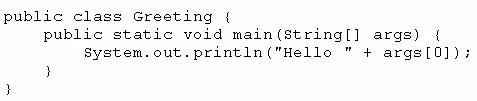 public class Greeting {
    public static void main(String[] args) {
        System.out.println("Hello " + args[0]);
    }
}